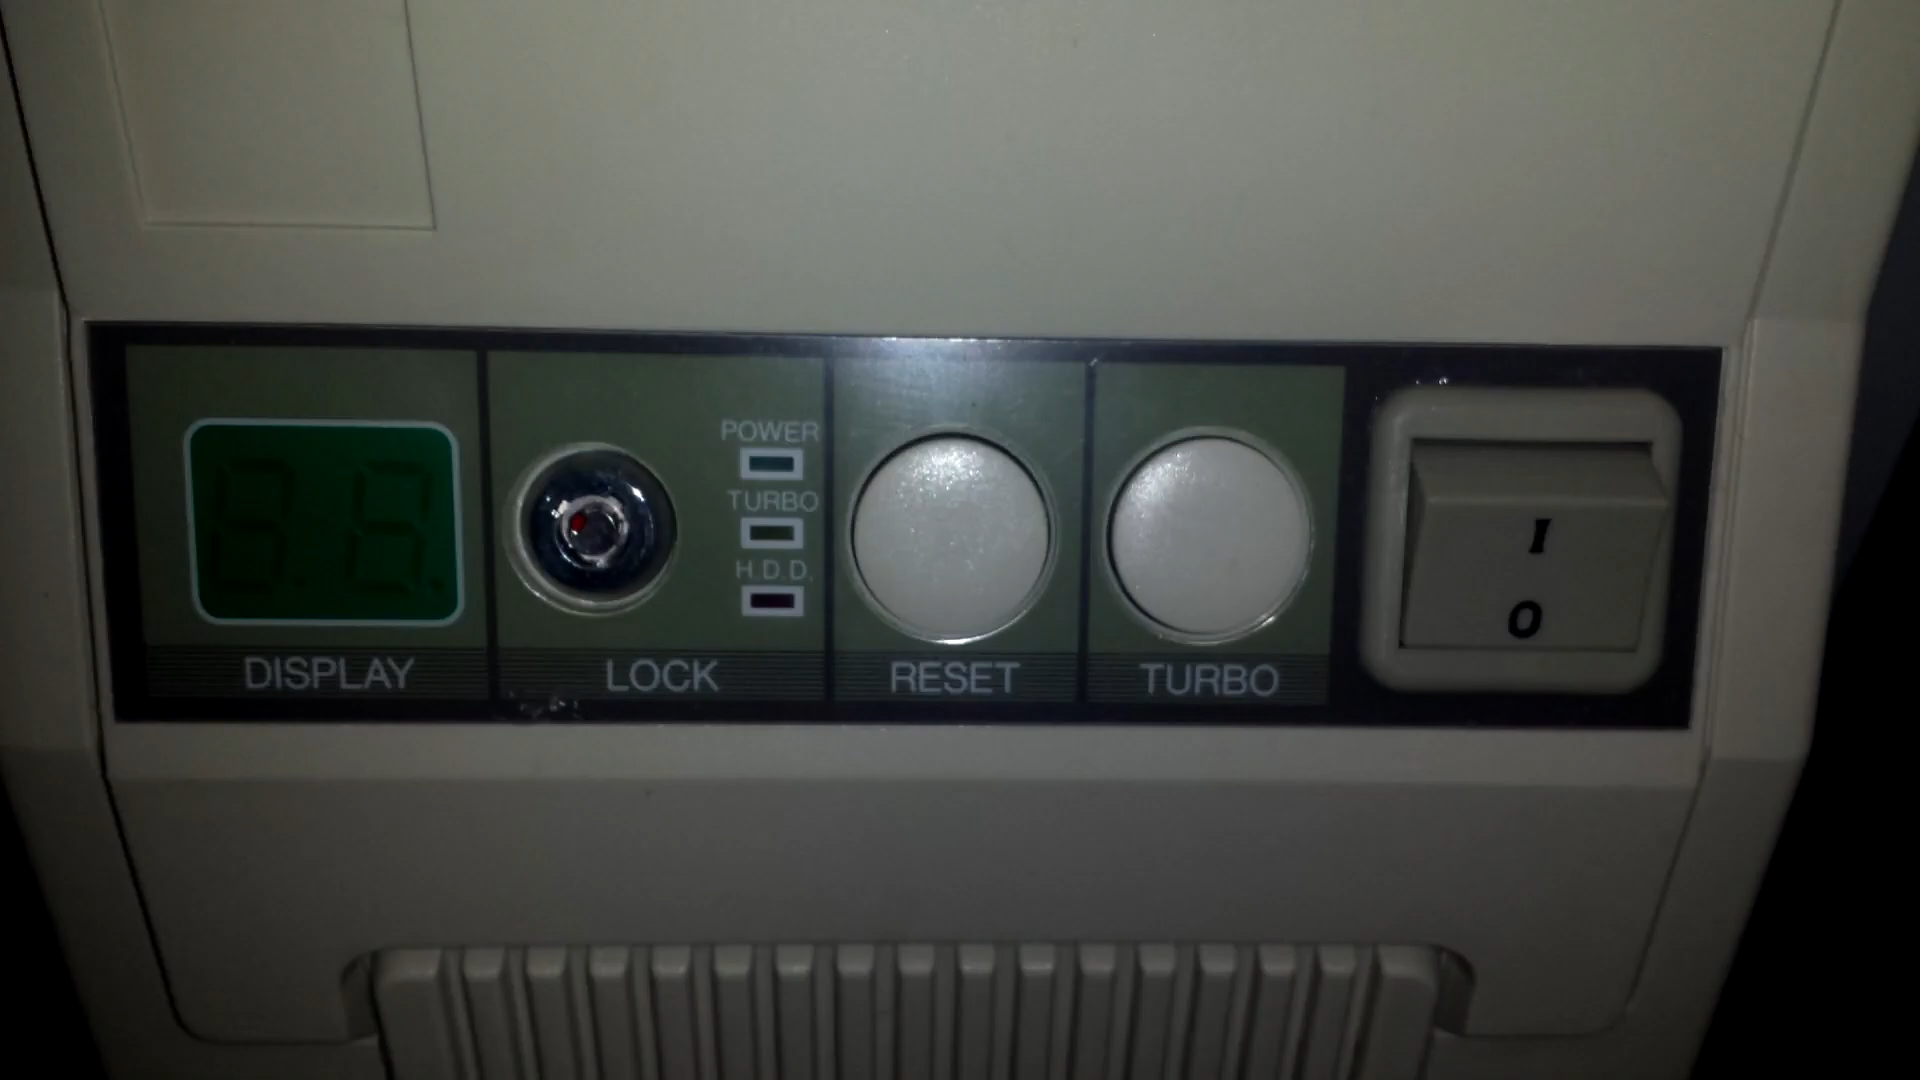 POWER
TURBO
H.D.D.
I
O
DISPLAY
LOCK
RESET
TURBO